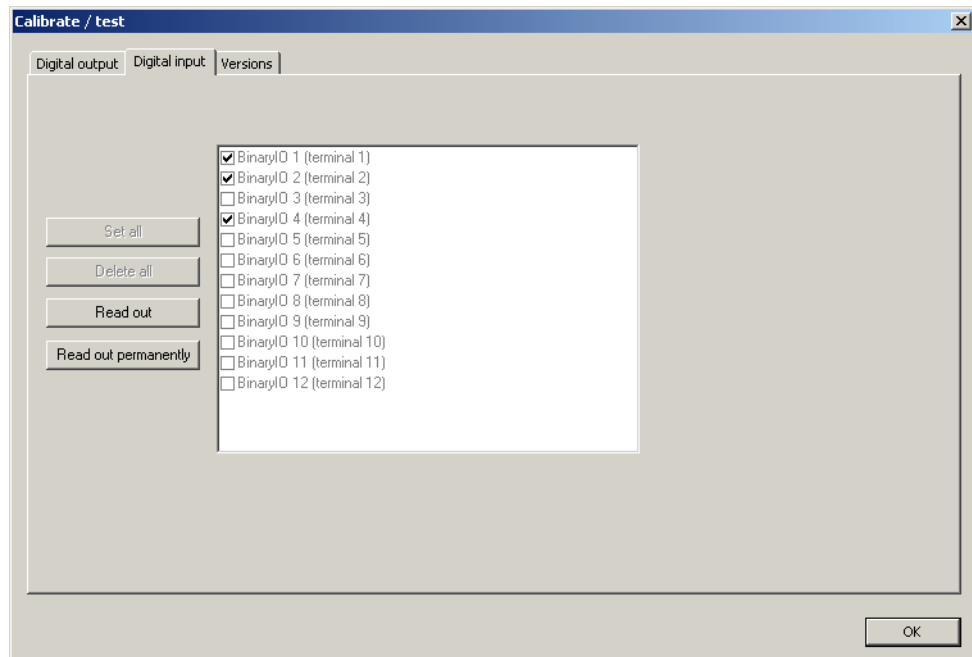 Calibrate / test
Digital output Digital input Versions
BinaryIO 1 (terminal 1)
BinaryIO 2 (terminal 2)
BinaryIO 3 (terminal 3)
BinaryIO 4 (terminal 4)
BinaryIO 5 (terminal 5)
BinaryIO 6 (terminal 6)
BinaryIO 7 (terminal 7)
BinaryIO 8 (terminal 8)
BinaryIO 9 (terminal 9)
BinaryIO 10 (terminal 10)
BinaryIO 11 (terminal 11)
BinaryIO 12 (terminal 12)
Set all
Delete all
Read out
Read out permanently
OK